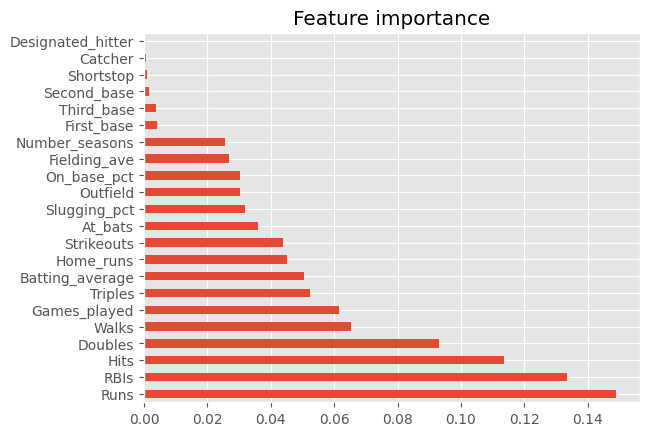 Feature importance
Designated_hitter
Catcher
Shortstop
Second_base
Third_base
First_base
Number_seasons
Fielding_ave
On_base_pct
Outfield
Slugging_pct
At_bats
Strikeouts
Home_runs
Batting_average
Triples
Games_played
Walks
Doubles
Hits
RBIs
Runs
0.00 0.02 0.04 0.06 0.08 0.10 0.12 0.14